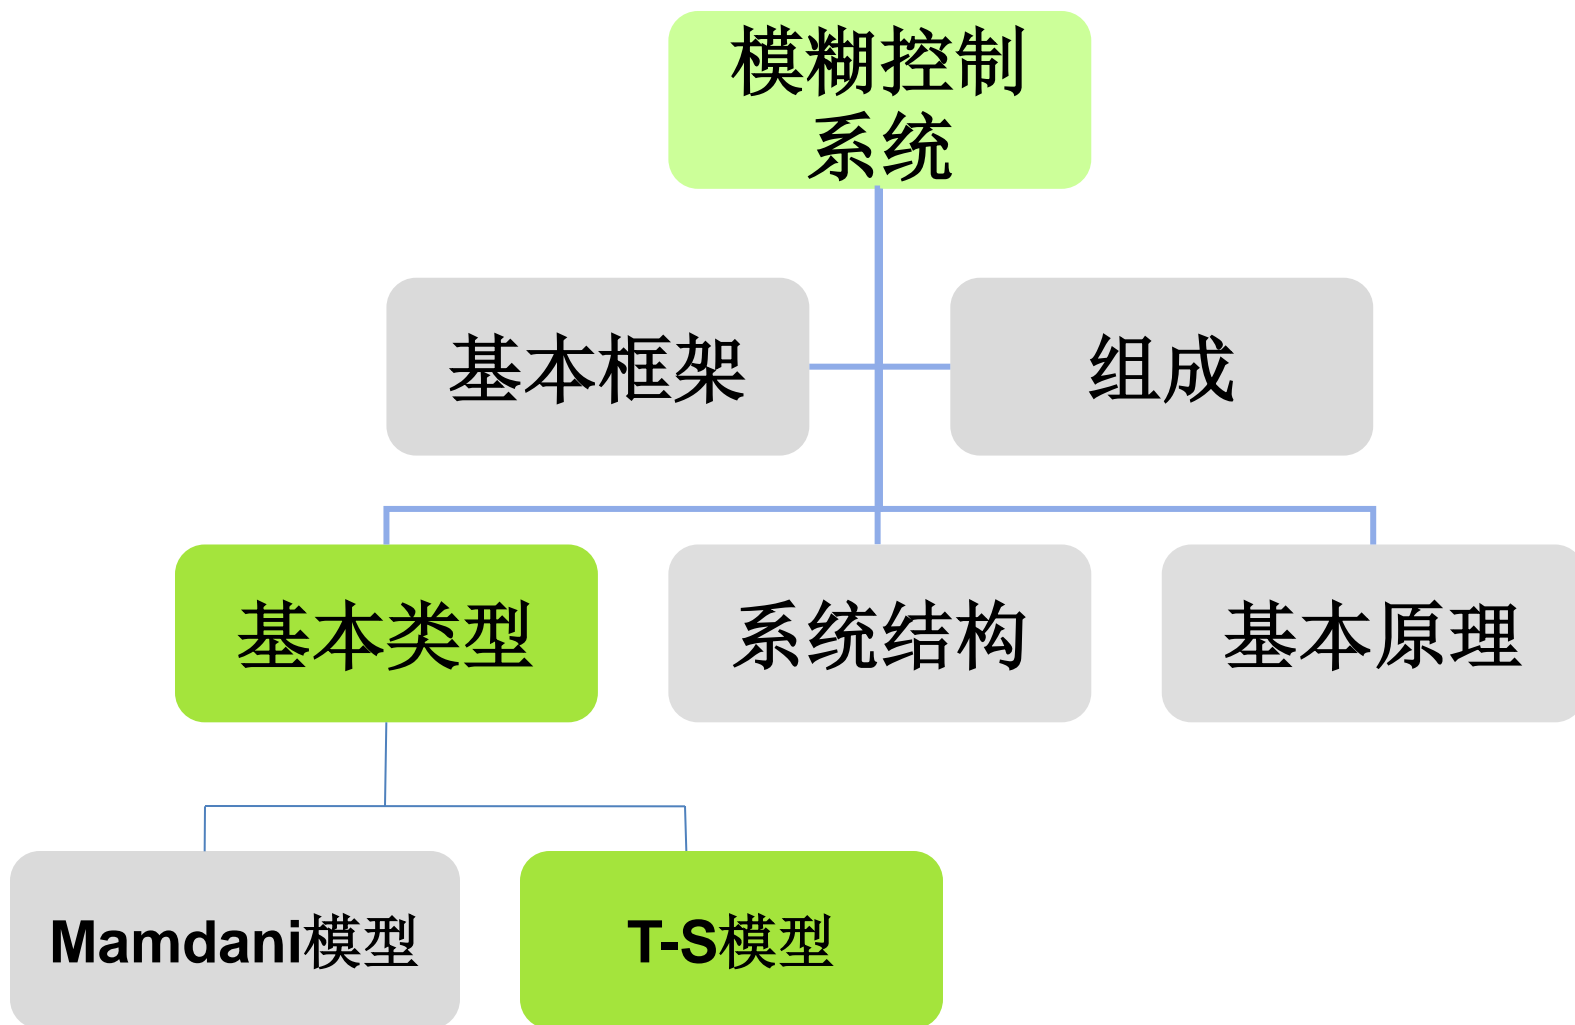 模糊控制
系统
基本框架
组成
基本类型
系统结构
基本原理
Mamdani模型
T-S模型